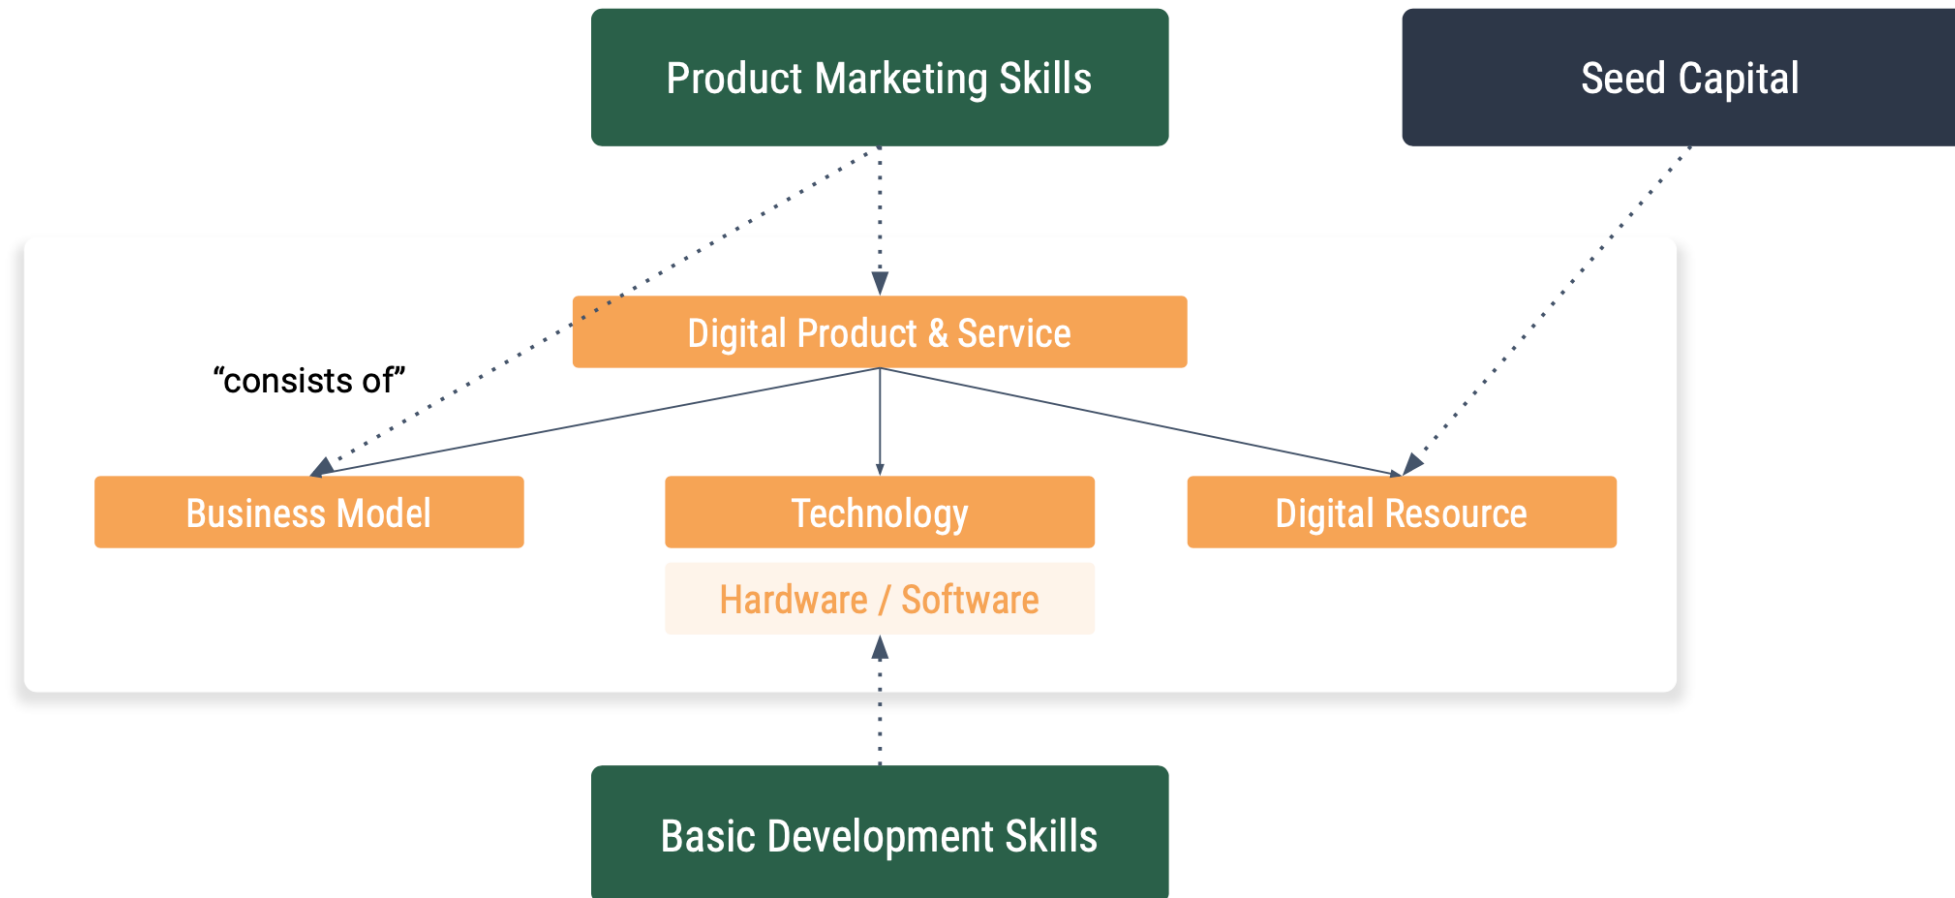 Product Marketing Skills
Seed Capital
Digital Product & Service
“consists of”
Business Model
Technology
Digital Resource
Hardware / Software
Basic Development Skills